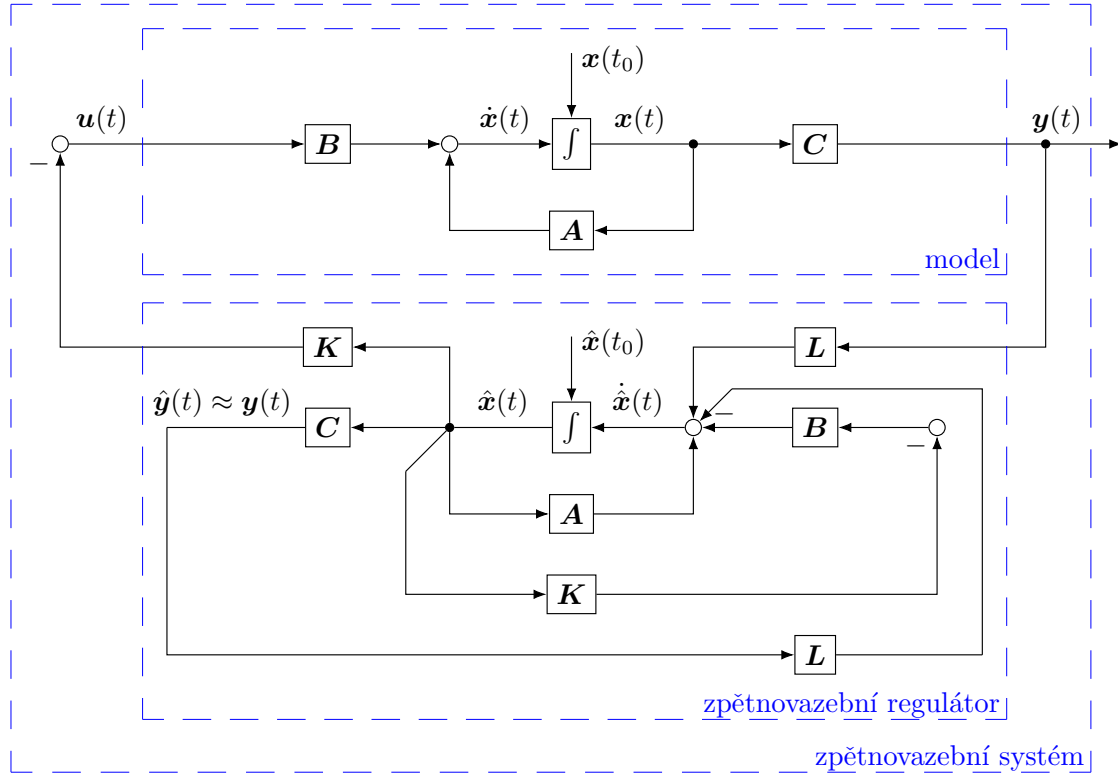 x(t₀)
u(t)
ẋ(t)
x(t)
y(t)
−
B
∫
C
A
model
K
x̂(t₀)
L
ŷ(t) ≈ y(t)
x̂(t)
x̂̇(t)
−
C
∫
B
−
A
K
L
zpětnovazební regulátor
zpětnovazební systém